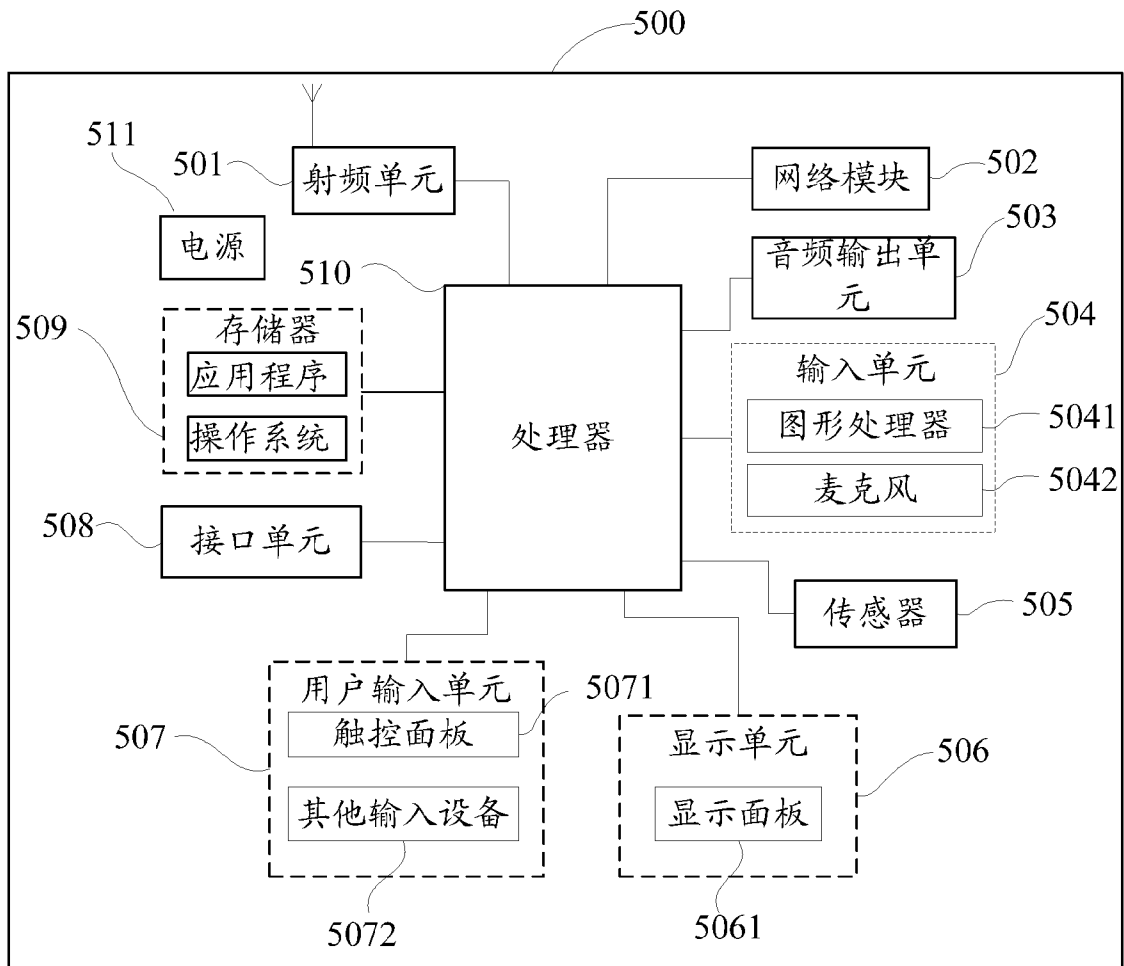 500
511
501
射频单元
网络模块
502
电源
510
音频输出单
元
503
509
存储器
应用程序
操作系统
处理器
504
输入单元
图形处理器
5041
麦克风
5042
508
接口单元
传感器
505
用户输入单元
5071
触控面板
507
其他输入设备
5072
显示单元
506
显示面板
5061